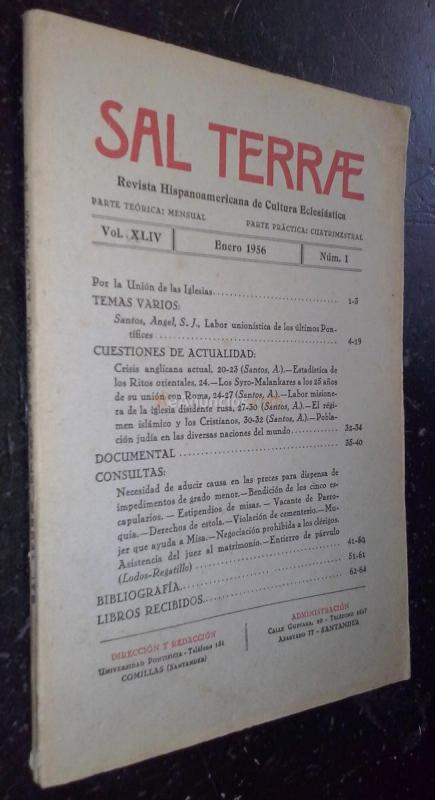 SAL TERRÆ
Revista Hispanoamericana de Cultura Eclesiástica
PARTE TEÓRICA: MENSUAL PARTE PRÁCTICA: CUATRIMESTRAL
Vol. XLIV Enero 1956 Núm. 1
Por la Unión de las Iglesias 1-3
TEMAS VARIOS:
Santos, Angel, S. J., Labor unionística de los últimos Pon-
tífices 4-19
CUESTIONES DE ACTUALIDAD:
Crisis anglicana actual, 20-23 (Santos, A.).—Estadística de
los Ritos orientales, 24.—Los Syro-Malankares a los 25 años
de su unión con Roma, 24-27 (Santos, A.).—Labor misione-
ra de la iglesia disidente rusa, 27-30 (Santos, A.).—El régi-
men islámico y los Cristianos, 30-32 (Santos, A.).—Pobla-
ción judía en las diversas naciones del mundo 32-34
DOCUMENTAL 35-40
CONSULTAS:
Necesidad de aducir causa en las preces para dispensa de
impedimentos de grado menor.—Bendición de los cinco es-
capularios. — Estipendios de misas. — Vacante de Parro-
quia.—Derechos de estola.—Violación de cementerio.—Mu-
jer que ayuda a Misa.—Negociación prohibida a los clérigos.
Asistencia del juez al matrimonio.—Entierro de párvulo
(Lodos-Regatillo) 41-50
BIBLIOGRAFÍA 51-61
LIBROS RECIBIDOS 62-64
DIRECCIÓN Y REDACCIÓN
UNIVERSIDAD PONTIFICIA - Teléfono 181
COMILLAS (SANTANDER)
ADMINISTRACIÓN
CALLE GUEVARA, 20 - TELÉFONO
APARTADO 77 - SANTANDER